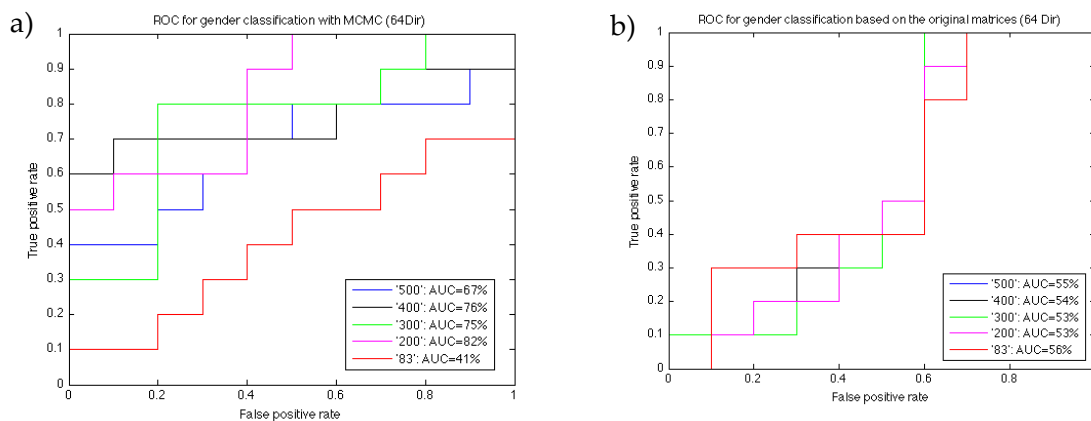 a)
ROC for gender classification with MCMC (64Dir)
1
0.9
0.8
0.7
0.6
0.5
0.4
0.3
0.2
0.1
0
True positive rate
0 0.2 0.4 0.6 0.8 1
False positive rate
'500': AUC=67%
'400': AUC=76%
'300': AUC=75%
'200': AUC=82%
'83': AUC=41%
b)
ROC for gender classification based on the original matrices (64 Dir)
1
0.9
0.8
0.7
0.6
0.5
0.4
0.3
0.2
0.1
0
True positive rate
0 0.2 0.4 0.6 0.8
False positive rate
'500': AUC=55%
'400': AUC=54%
'300': AUC=53%
'200': AUC=53%
'83': AUC=56%